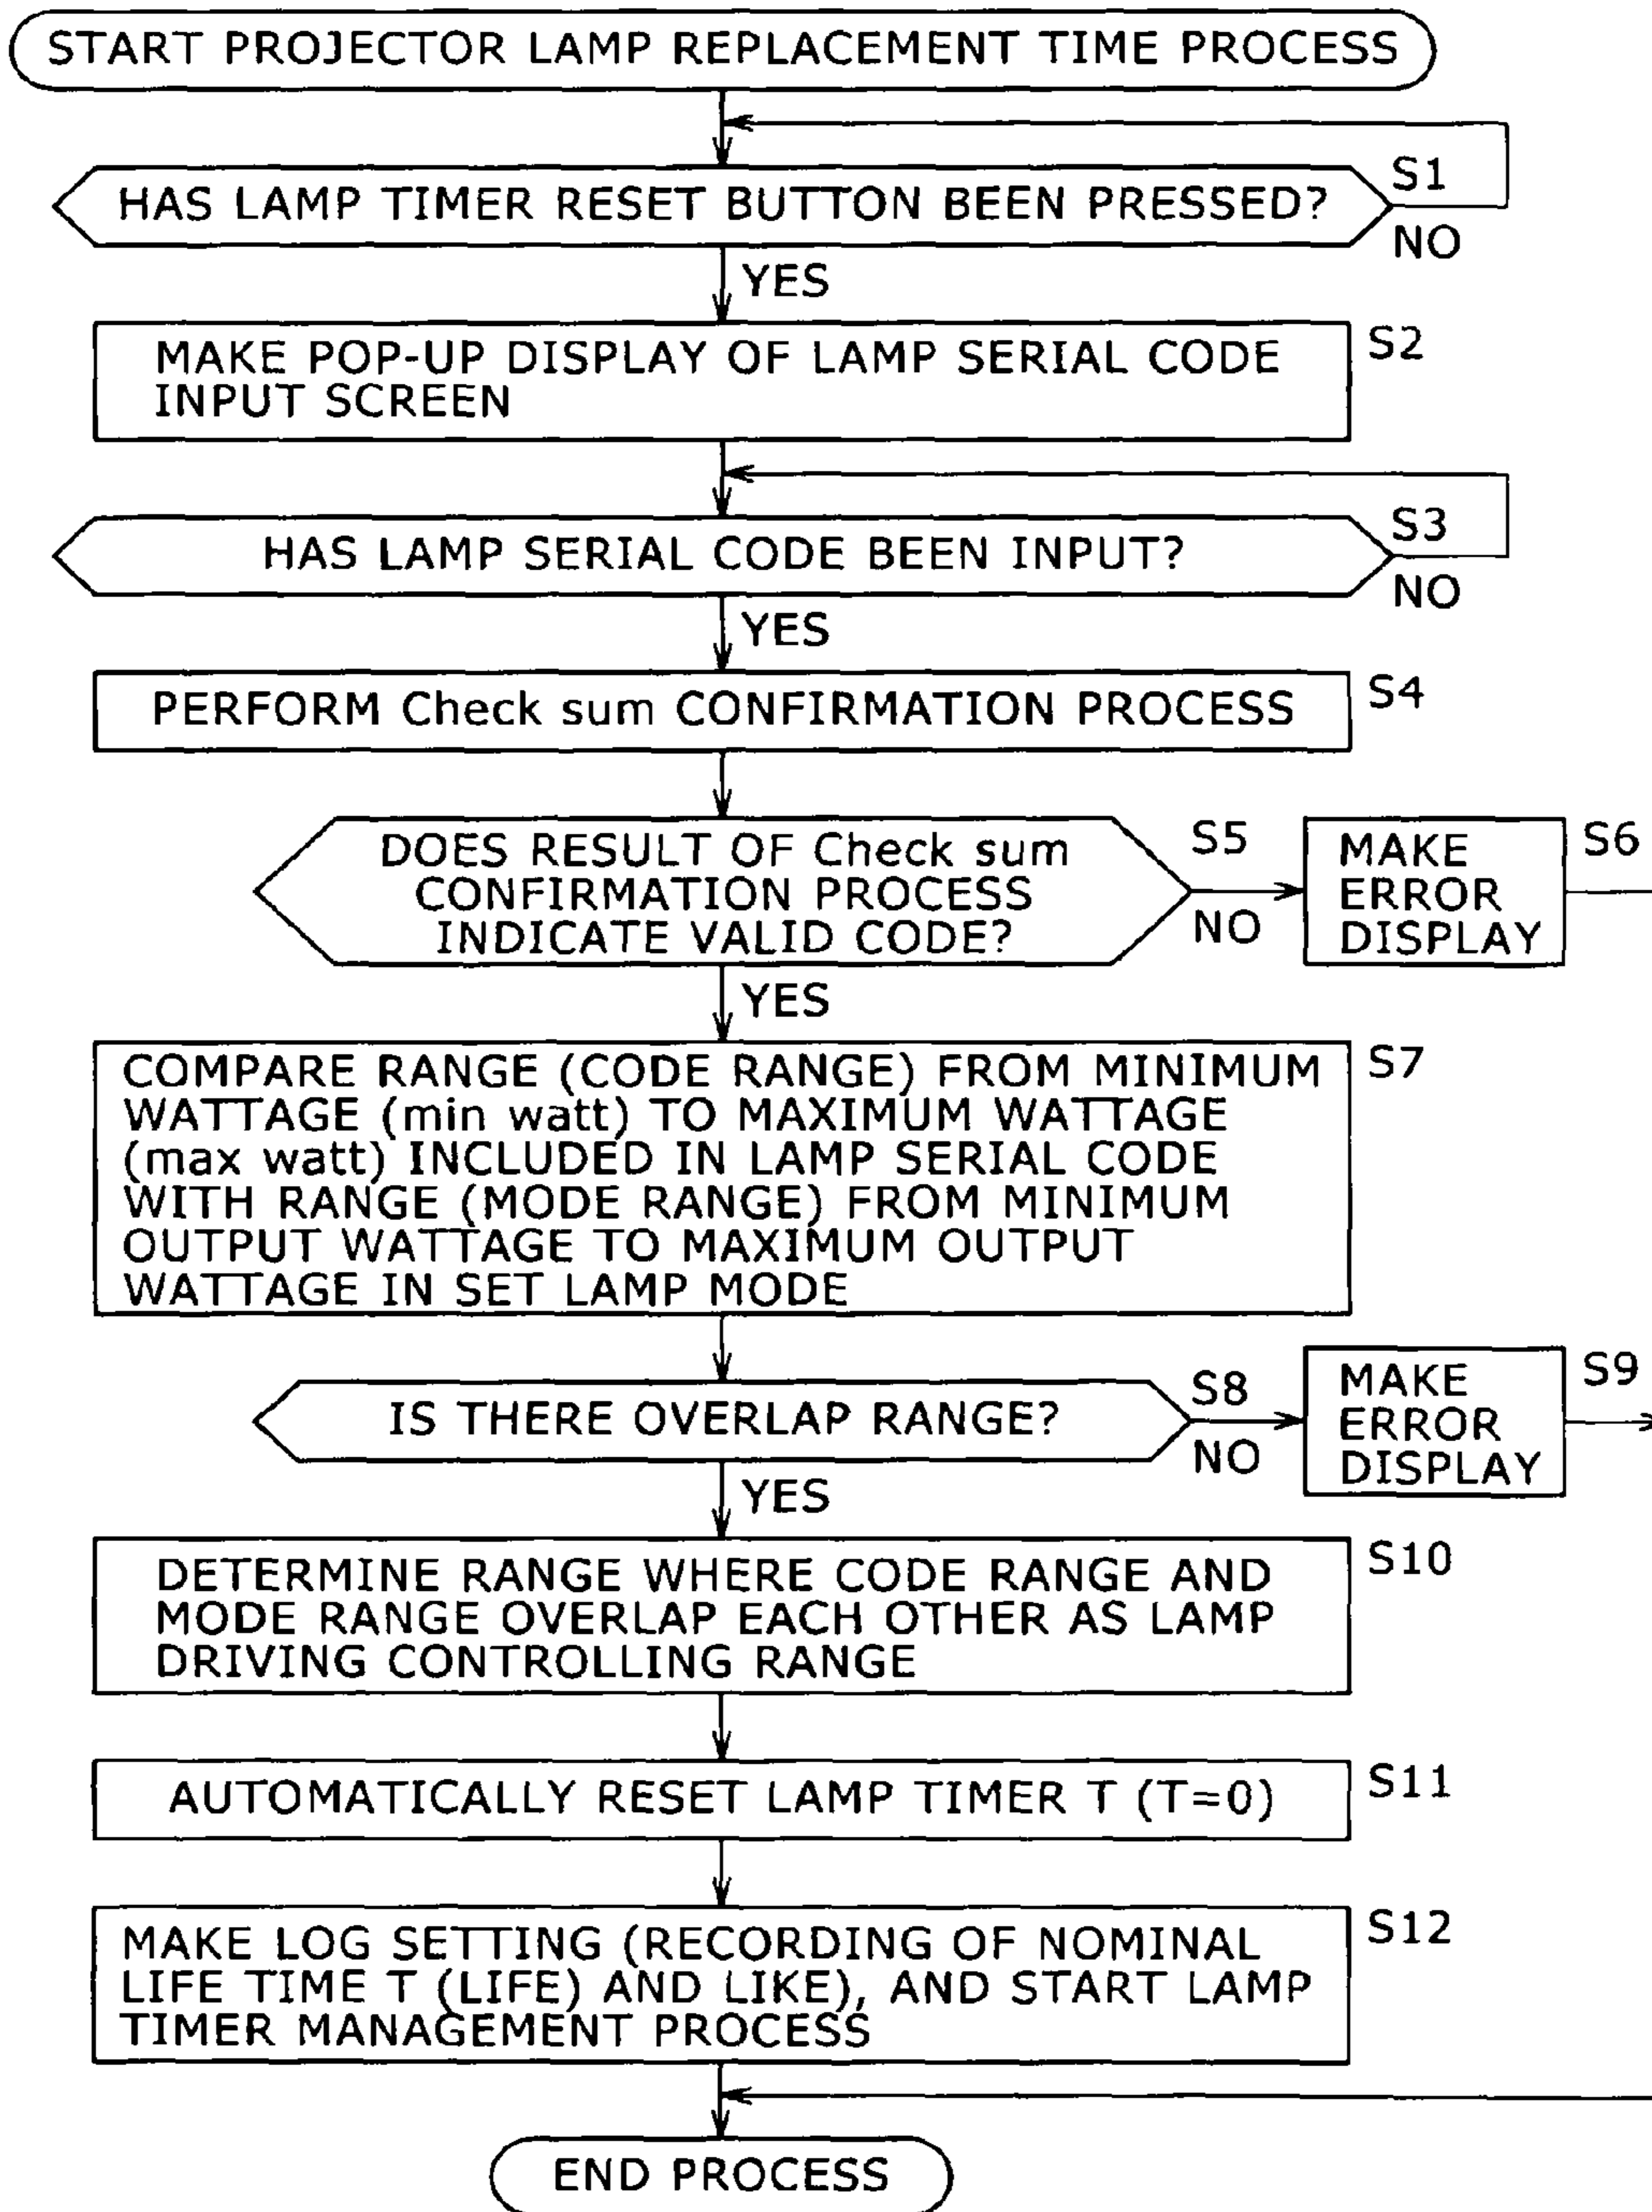 START PROJECTOR LAMP REPLACEMENT TIME PROCESS
HAS LAMP TIMER RESET BUTTON BEEN PRESSED?
S1
NO
YES
MAKE POP-UP DISPLAY OF LAMP SERIAL CODE
INPUT SCREEN
S2
HAS LAMP SERIAL CODE BEEN INPUT?
S3
NO
YES
PERFORM Check sum CONFIRMATION PROCESS
S4
DOES RESULT OF Check sum
CONFIRMATION PROCESS
INDICATE VALID CODE?
S5
NO
MAKE
ERROR
DISPLAY
S6
YES
COMPARE RANGE (CODE RANGE) FROM MINIMUM
WATTAGE (min watt) TO MAXIMUM WATTAGE
(max watt) INCLUDED IN LAMP SERIAL CODE
WITH RANGE (MODE RANGE) FROM MINIMUM
OUTPUT WATTAGE TO MAXIMUM OUTPUT
WATTAGE IN SET LAMP MODE
S7
IS THERE OVERLAP RANGE?
S8
NO
MAKE
ERROR
DISPLAY
S9
YES
DETERMINE RANGE WHERE CODE RANGE AND
MODE RANGE OVERLAP EACH OTHER AS LAMP
DRIVING CONTROLLING RANGE
S10
AUTOMATICALLY RESET LAMP TIMER T (T=0)
S11
MAKE LOG SETTING (RECORDING OF NOMINAL
LIFE TIME T (LIFE) AND LIKE), AND START LAMP
TIMER MANAGEMENT PROCESS
S12
END PROCESS